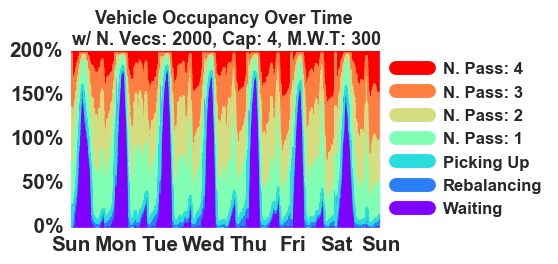 Vehicle Occupancy Over Time
w/ N. Vecs: 2000, Cap: 4, M.W.T: 300
200%
150%
100%
50%
0%
Sun Mon Tue Wed Thu Fri Sat Sun
N. Pass: 4
N. Pass: 3
N. Pass: 2
N. Pass: 1
Picking Up
Rebalancing
Waiting